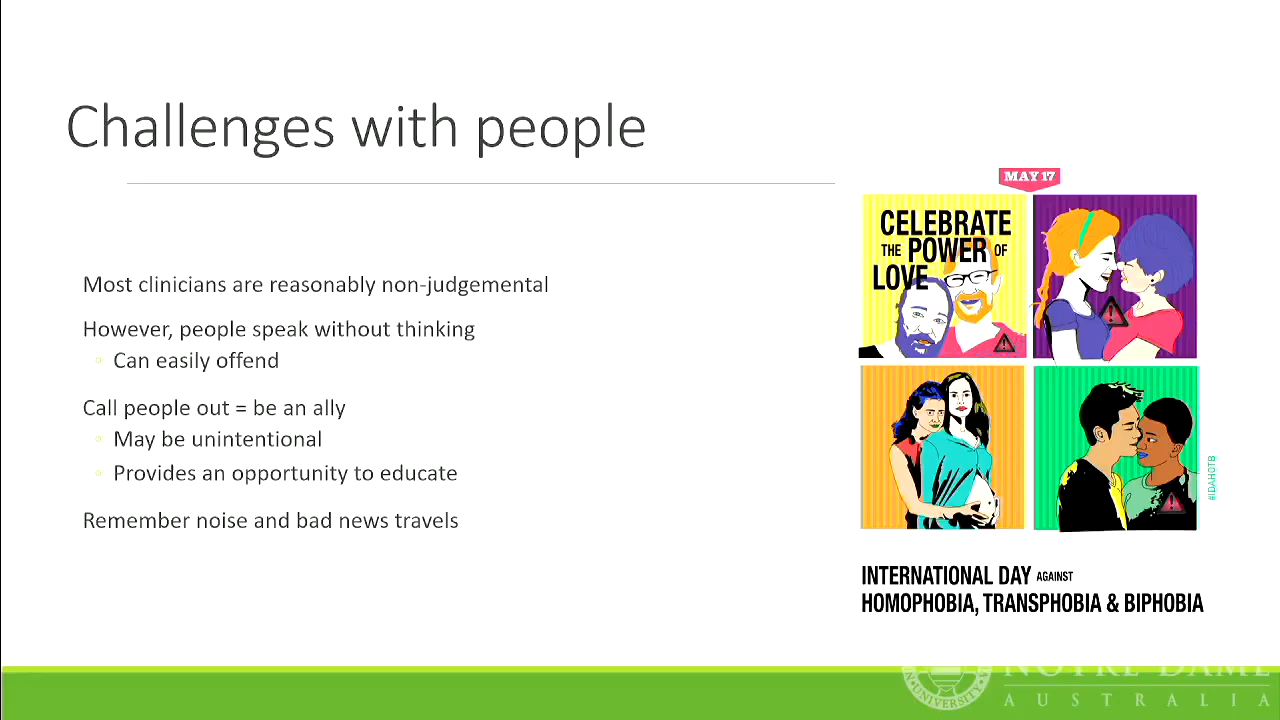 Challenges with people
Most clinicians are reasonably non-judgemental
However, people speak without thinking
Can easily offend
Call people out = be an ally
May be unintentional
Provides an opportunity to educate
Remember noise and bad news travels
MAY 17
CELEBRATE
THE POWER OF
LOVE
#IDAHOTB
INTERNATIONAL DAY AGAINST
HOMOPHOBIA, TRANSPHOBIA & BIPHOBIA
UNIVERSITY
NOTRE DAME
AUSTRALIA